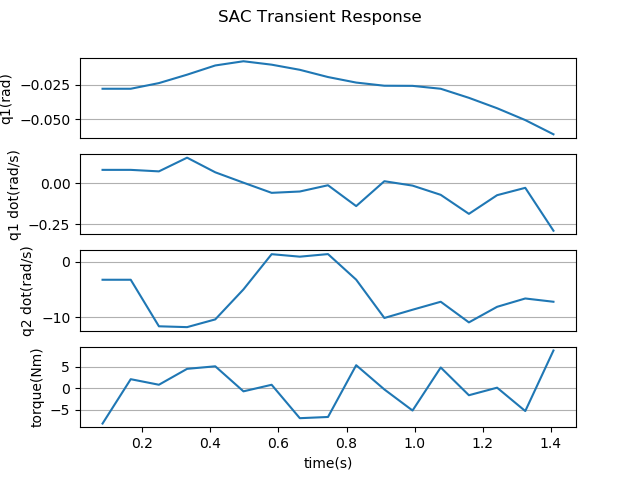 SAC Transient Response
q1(rad)
−0.025
−0.050
q1 dot(rad/s)
0.00
−0.25
q2 dot(rad/s)
0
−10
torque(Nm)
5
0
−5
0.2 0.4 0.6 0.8 1.0 1.2 1.4
time(s)